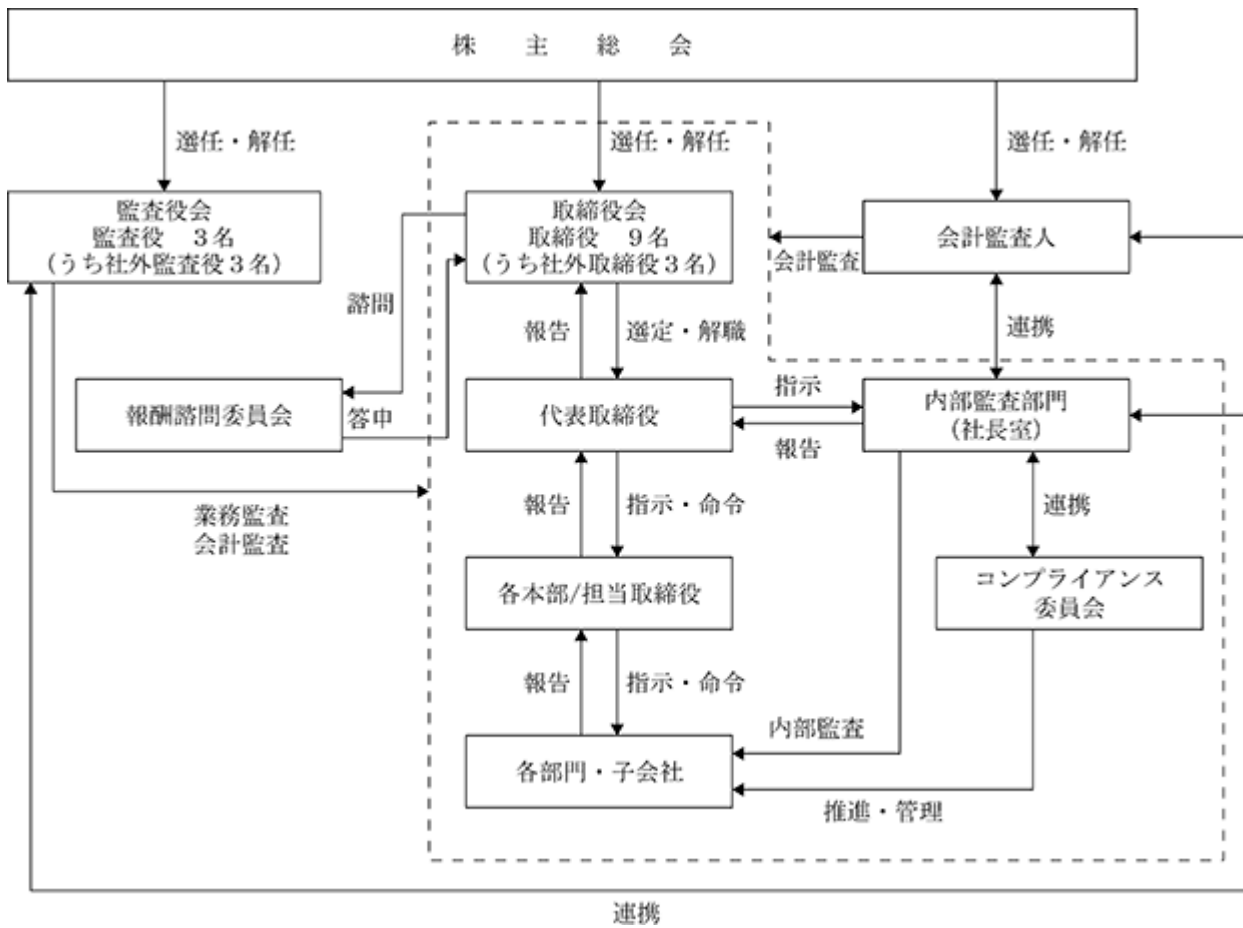 株主総会
選任・解任
選任・解任
選任・解任
監査役会
監査役 3名
(うち社外監査役3名)
取締役会
取締役 9名
(うち社外取締役3名)
会計監査人
会計監査
諮問
報告
選定・解職
連携
報酬諮問委員会
答申
代表取締役
指示
報告
内部監査部門
(社長室)
業務監査
会計監査
報告
指示・命令
連携
各本部/担当取締役
コンプライアンス
委員会
報告
指示・命令
内部監査
各部門・子会社
推進・管理
連携